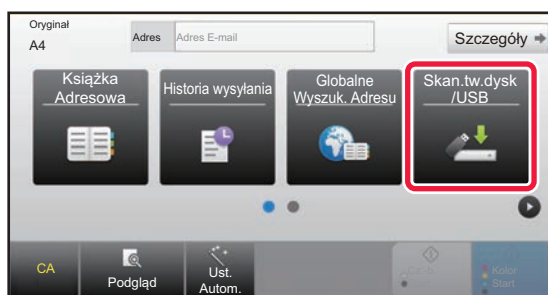 Oryginał
A4
Adres Adres E-mail
Szczegóły
Książka
Adresowa
Historia wysyłania
Globalne
Wyszuk. Adresu
Skan.tw.dysk
/USB
CA
Podgląd
Ust.
Autom.
Kolor
Start